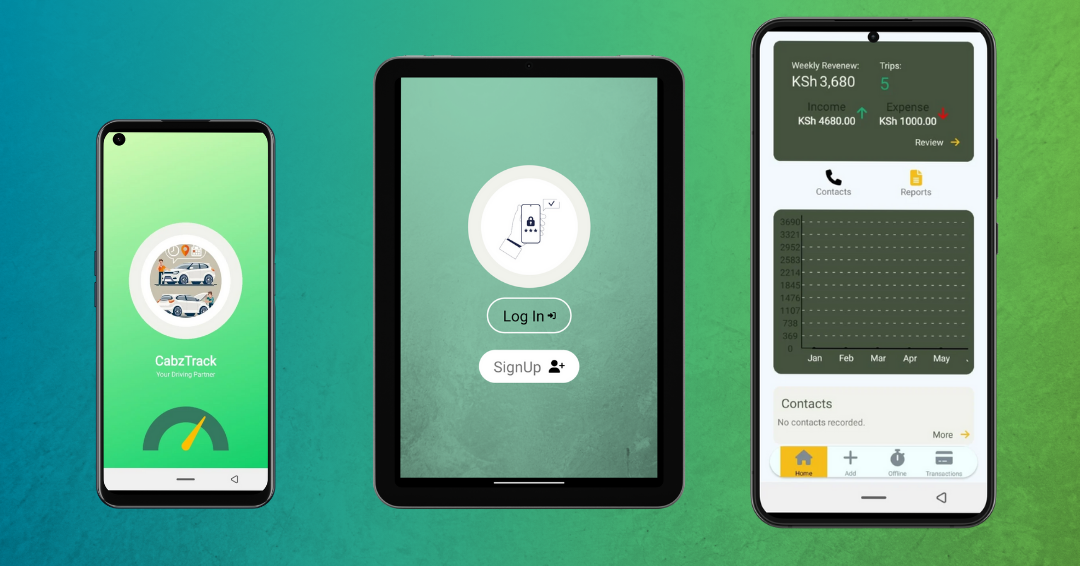 CabzTrack
Your Driving Partner
Log In
SignUp
Weekly Revenew: Trips:
KSh 3,680 5
Income Expense
KSh 4680.00 KSh 1000.00
Review
Contacts Reports
3690
3321
2952
2583
2214
1845
1476
1107
738
369
0
Jan Feb Mar Apr May .
Contacts
No contacts recorded.
More
Home Add Offline Transactions